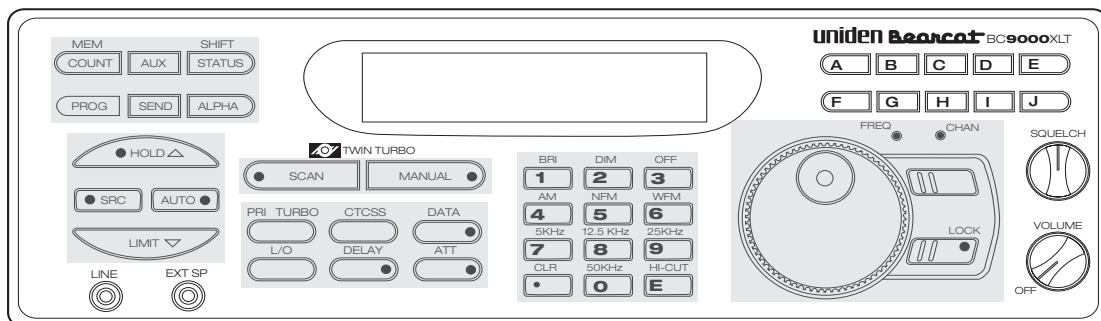 MEM SHIFT
COUNT AUX STATUS
PROG SEND ALPHA
HOLD
SRC AUTO
LIMIT
LINE EXT SP
TWIN TURBO
SCAN MANUAL
PRI TURBO CTCSS DATA
L/O DELAY ATT
BRI DIM OFF
1 2 3
AM NFM WFM
4 5 6
5KHz 12.5 KHz 25KHz
7 8 9
CLR 50KHz HI-CUT
• 0 E
uniden Bearcat BC9000XLT
A B C D E
F G H I J
FREQ CHAN
LOCK
SQUELCH
VOLUME
OFF